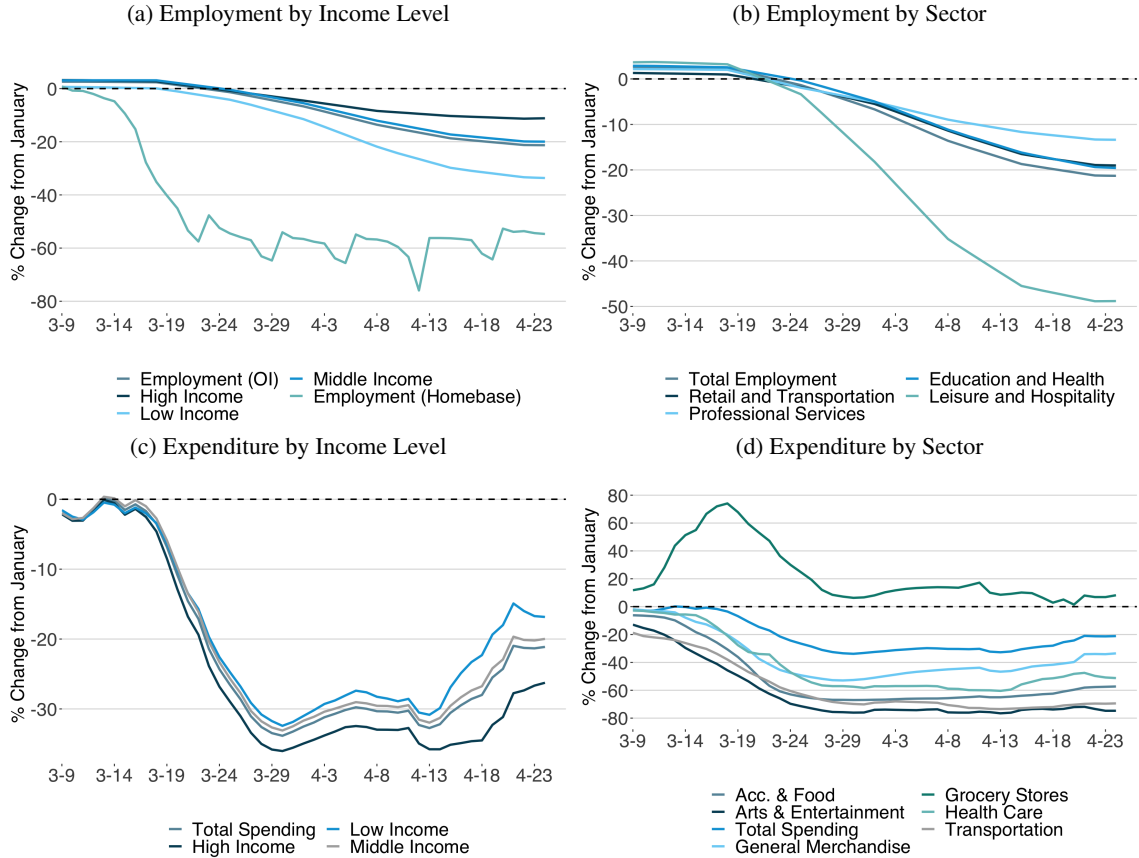 (a) Employment by Income Level
% Change from January
0
-20
-40
-60
-80
3-9 3-14 3-19 3-24 3-29 4-3 4-8 4-13 4-18 4-23
Employment (OI) Middle Income
High Income Employment (Homebase)
Low Income
(b) Employment by Sector
% Change from January
0
-10
-20
-30
-40
-50
3-9 3-14 3-19 3-24 3-29 4-3 4-8 4-13 4-18 4-23
Total Employment Education and Health
Retail and Transportation Leisure and Hospitality
Professional Services
(c) Expenditure by Income Level
% Change from January
0
-10
-20
-30
3-9 3-14 3-19 3-24 3-29 4-3 4-8 4-13 4-18 4-23
Total Spending Low Income
High Income Middle Income
(d) Expenditure by Sector
% Change from January
80
60
40
20
0
-20
-40
-60
-80
3-9 3-14 3-19 3-24 3-29 4-3 4-8 4-13 4-18 4-23
Acc. & Food Grocery Stores
Arts & Entertainment Health Care
Total Spending Transportation
General Merchandise